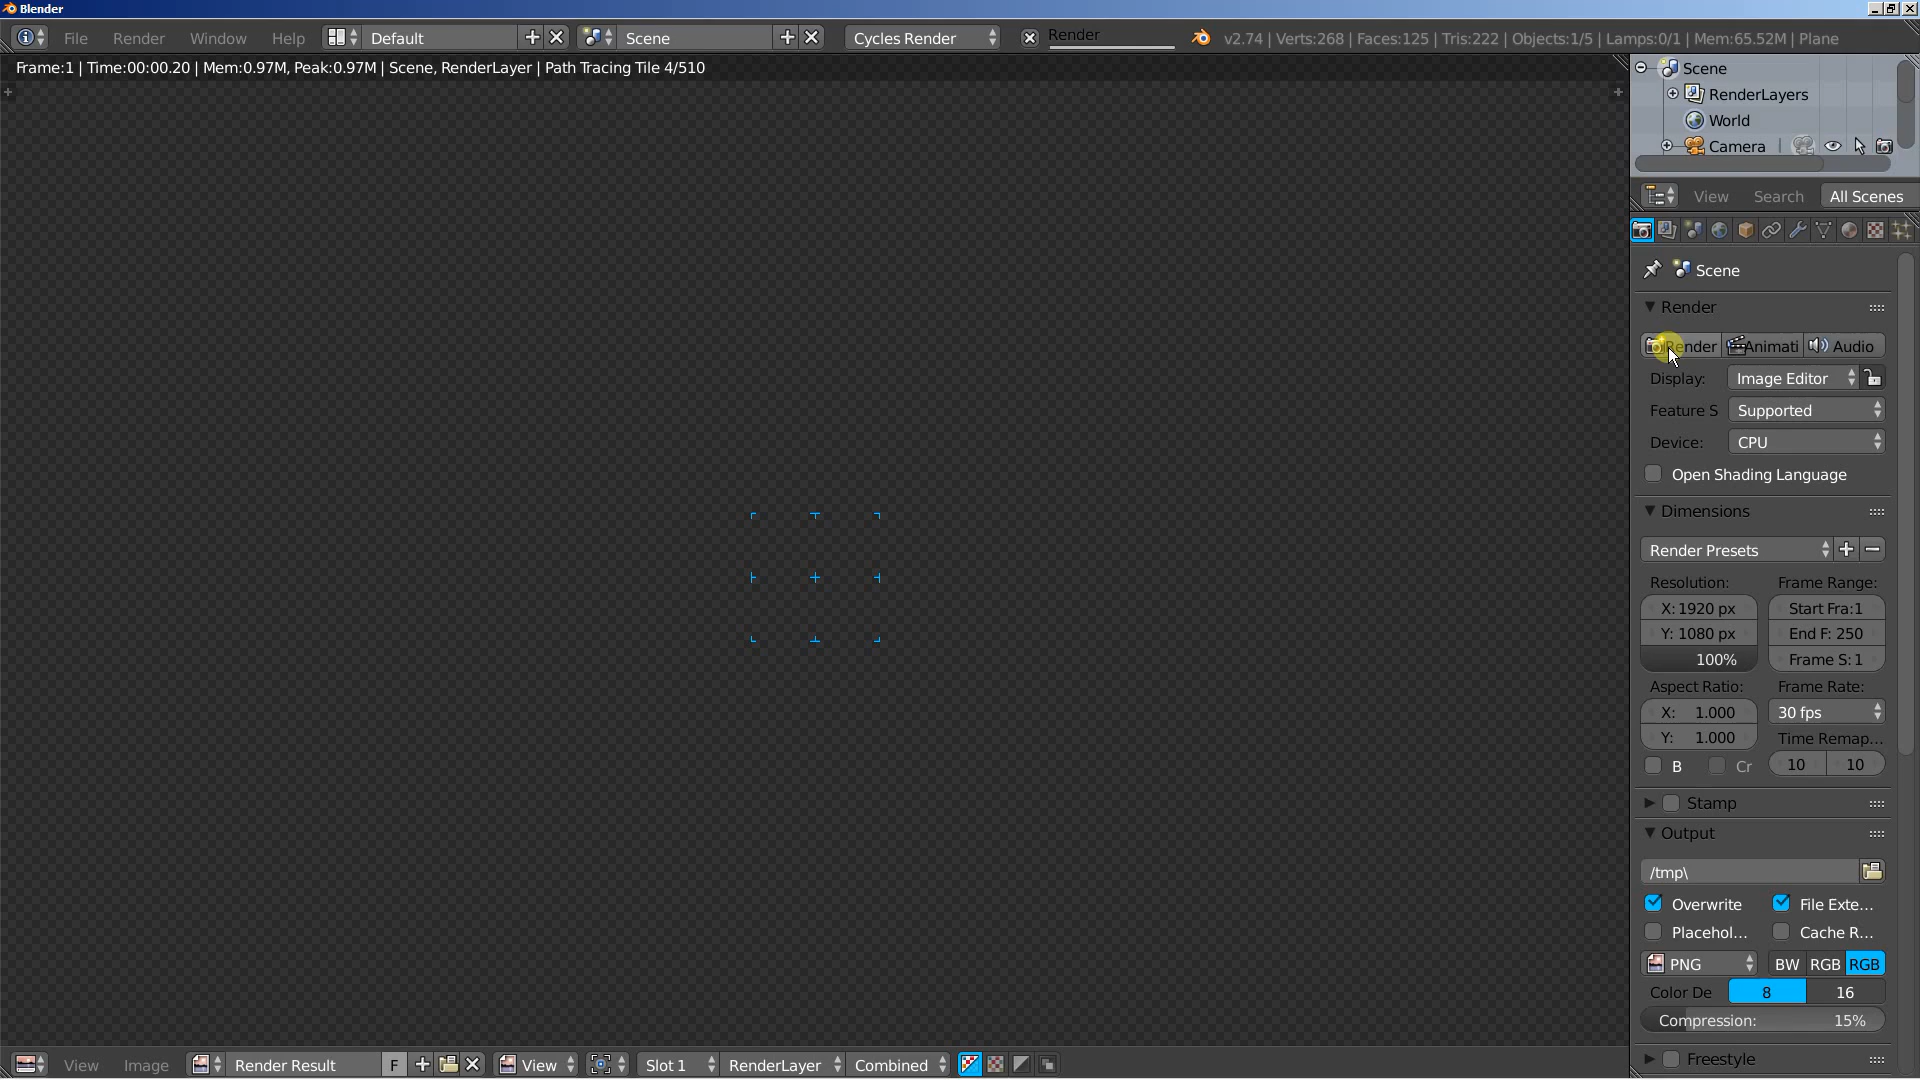 Blender
File Render Window Help Default Scene Cycles Render Render v2.74 | Verts:268 | Faces:125 | Tris:222 | Objects:1/5 | Lamps:0/1 | Mem:65.52M | Plane
Frame:1 | Time:00:00.20 | Mem:0.97M, Peak:0.97M | Scene, RenderLayer | Path Tracing Tile 4/510
Scene
RenderLayers
World
Camera
View Search All Scenes
Scene
Render
Render Animati Audio
Display: Image Editor
Feature S Supported
Device: CPU
Open Shading Language
Dimensions
Render Presets
Resolution: Frame Range:
X: 1920 px Start Fra:1
Y: 1080 px End F: 250
100% Frame S: 1
Aspect Ratio: Frame Rate:
X: 1.000 30 fps
Y: 1.000 Time Remap...
B Cr 10 10
Stamp
Output
/tmp\
Overwrite File Exte...
Placehol... Cache R...
PNG BW RGB RGB
Color De 8 16
Compression: 15%
Freestyle
View Image Render Result F View Slot 1 RenderLayer Combined